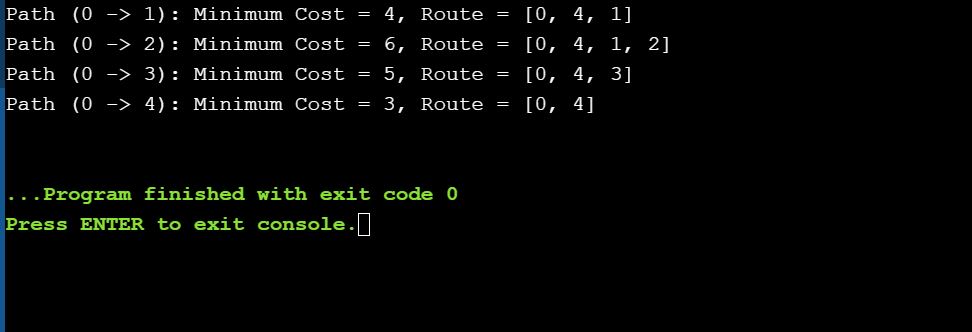 Path (0 -> 1): Minimum Cost = 4, Route = [0, 4, 1]
Path (0 -> 2): Minimum Cost = 6, Route = [0, 4, 1, 2]
Path (0 -> 3): Minimum Cost = 5, Route = [0, 4, 3]
Path (0 -> 4): Minimum Cost = 3, Route = [0, 4]
...Program finished with exit code 0
Press ENTER to exit console.